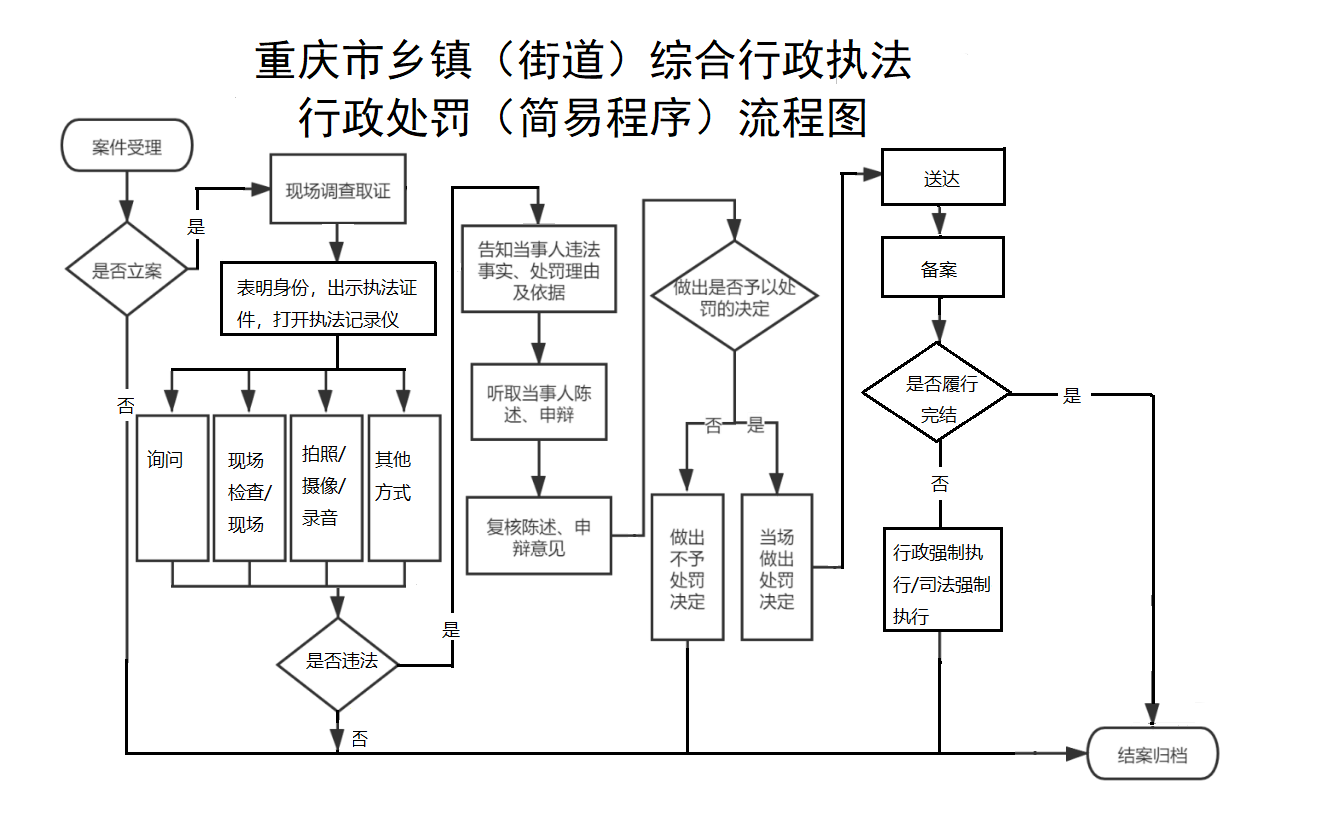 重庆市乡镇（街道）综合行政执法
行政处罚（简易程序）流程图
案件受理
是否立案
是
否
现场调查取证
表明身份，出示执法证
件，打开执法记录仪
询问
现场
检查/
现场
拍照/
摄像/
录音
其他
方式
是否违法
是
否
告知当事人违法
事实、处罚理由
及依据
听取当事人陈
述、申辩
复核陈述、申
辩意见
做出是否予以处
罚的决定
否
是
做出
不予
处罚
决定
当场
做出
处罚
决定
送达
备案
是否履行
完结
是
否
行政强制执
行/司法强制
执行
结案归档